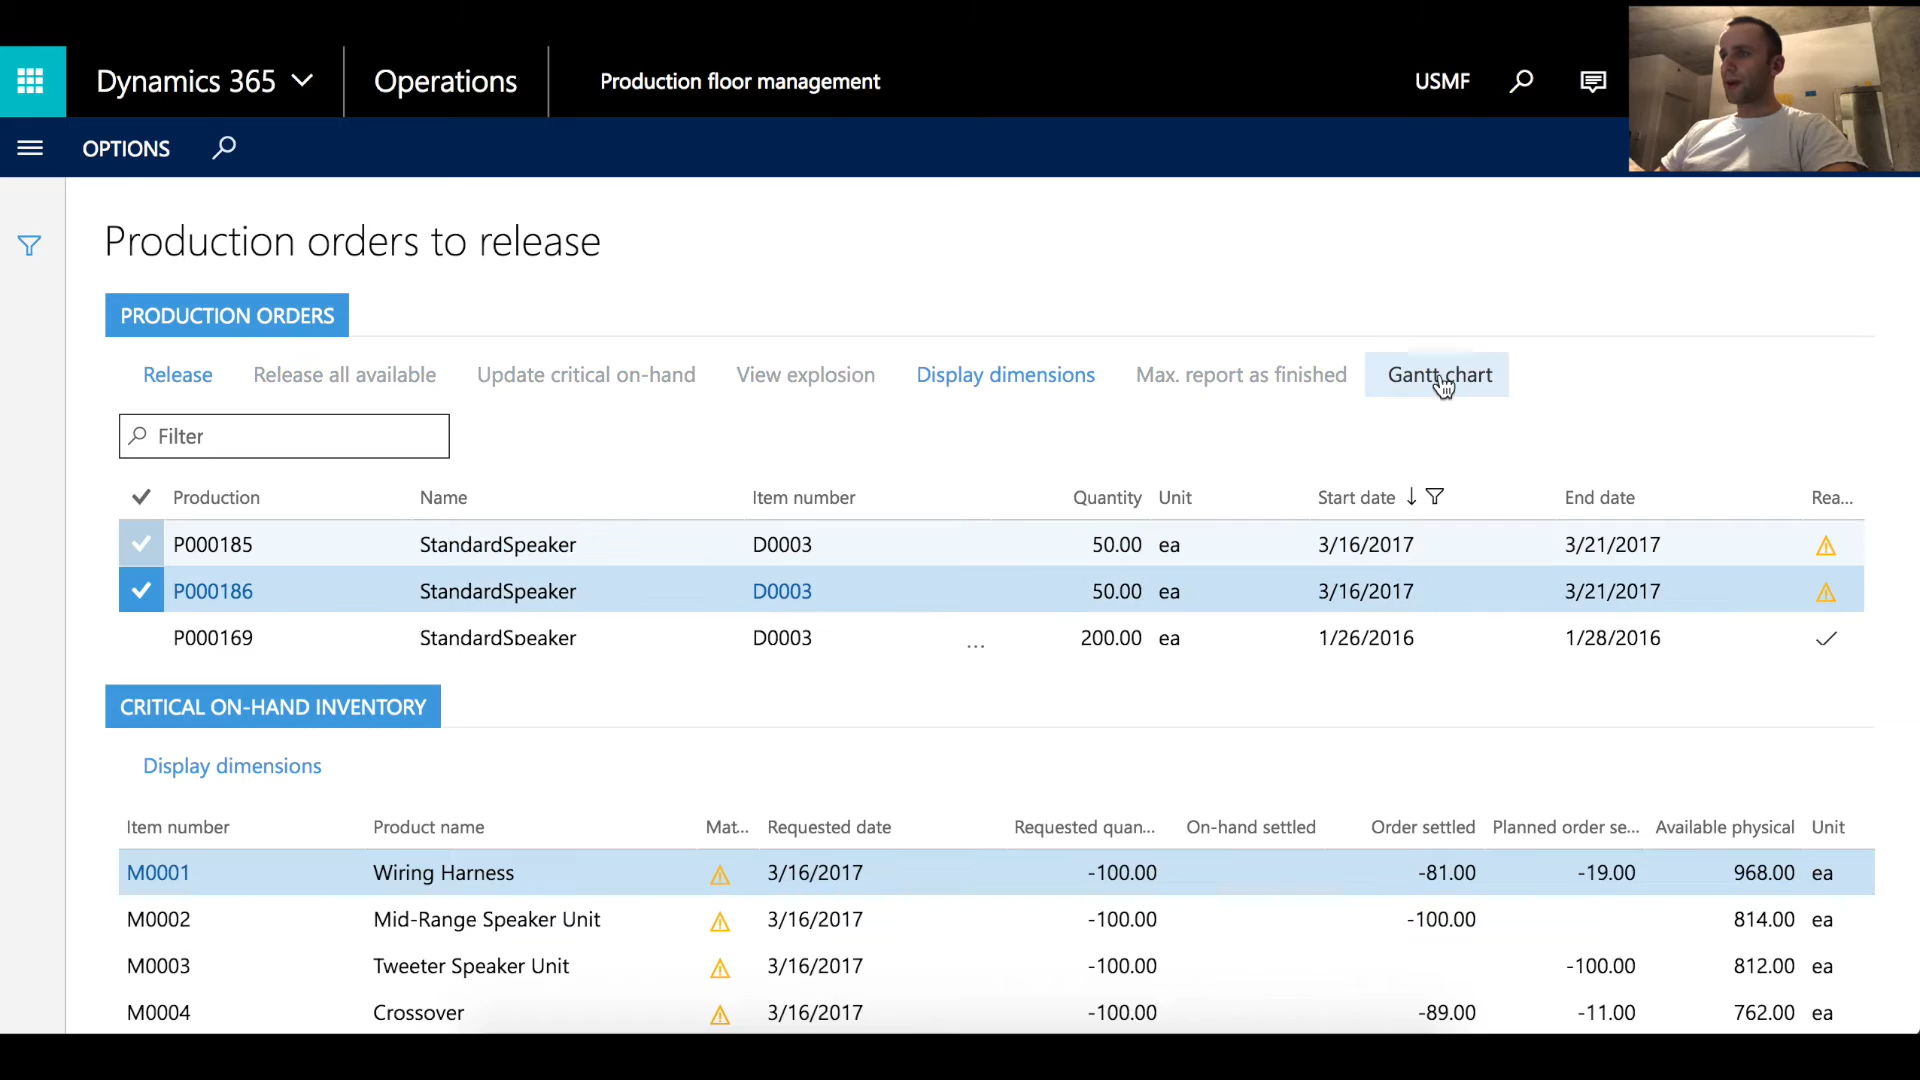 Dynamics 365 Operations Production floor management USMF
OPTIONS
Production orders to release
PRODUCTION ORDERS
Release Release all available Update critical on-hand View explosion Display dimensions Max. report as finished Gantt chart
Filter
Production Name Item number Quantity Unit Start date End date Rea...
P000185 StandardSpeaker D0003 50.00 ea 3/16/2017 3/21/2017
P000186 StandardSpeaker D0003 50.00 ea 3/16/2017 3/21/2017
P000169 StandardSpeaker D0003 ... 200.00 ea 1/26/2016 1/28/2016
CRITICAL ON-HAND INVENTORY
Display dimensions
Item number Product name Mat... Requested date Requested quan... On-hand settled Order settled Planned order se... Available physical Unit
M0001 Wiring Harness 3/16/2017 -100.00 -81.00 -19.00 968.00 ea
M0002 Mid-Range Speaker Unit 3/16/2017 -100.00 -100.00 814.00 ea
M0003 Tweeter Speaker Unit 3/16/2017 -100.00 -100.00 812.00 ea
M0004 Crossover 3/16/2017 -100.00 -89.00 -11.00 762.00 ea